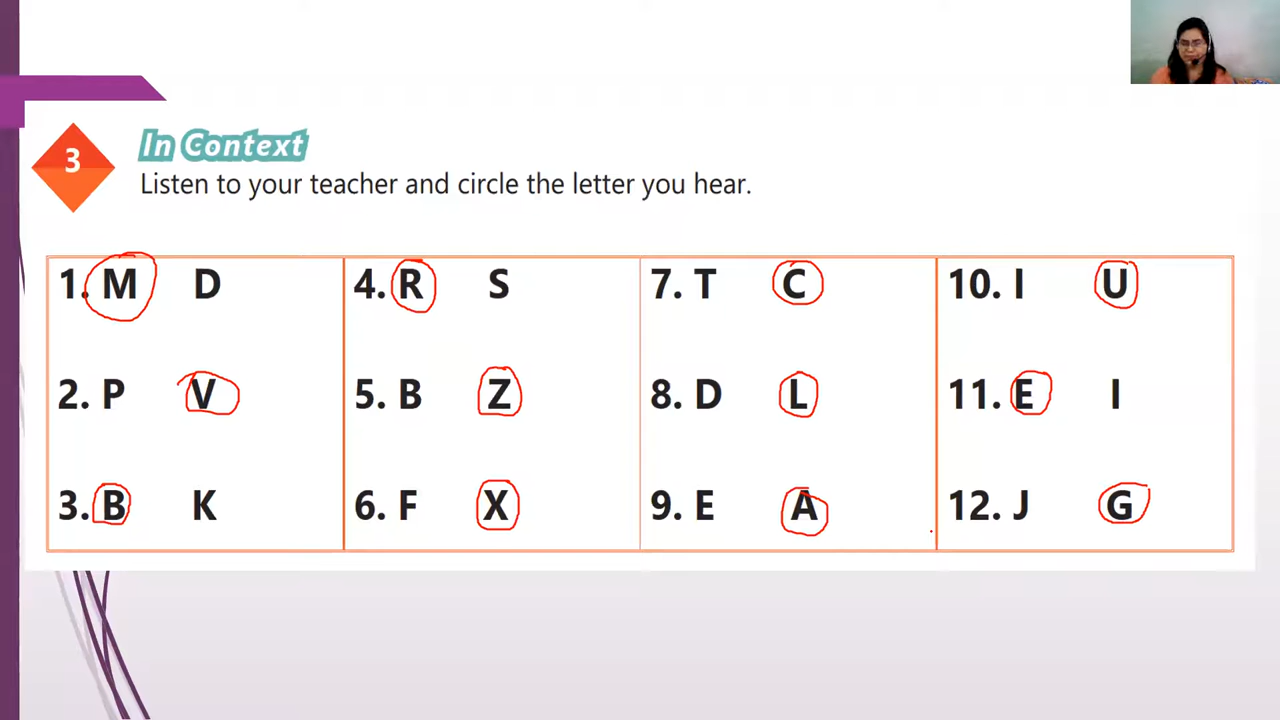 3
In Context
Listen to your teacher and circle the letter you hear.
1. M D
2. P V
3. B K
4. R S
5. B Z
6. F X
7. T C
8. D L
9. E A
10. I U
11. E I
12. J G